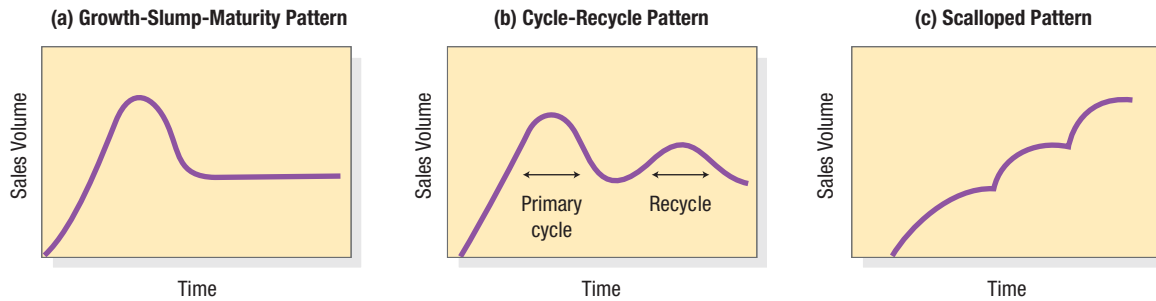 (a) Growth-Slump-Maturity Pattern
Sales Volume
Time
(b) Cycle-Recycle Pattern
Sales Volume
Primary
cycle
Recycle
Time
(c) Scalloped Pattern
Sales Volume
Time